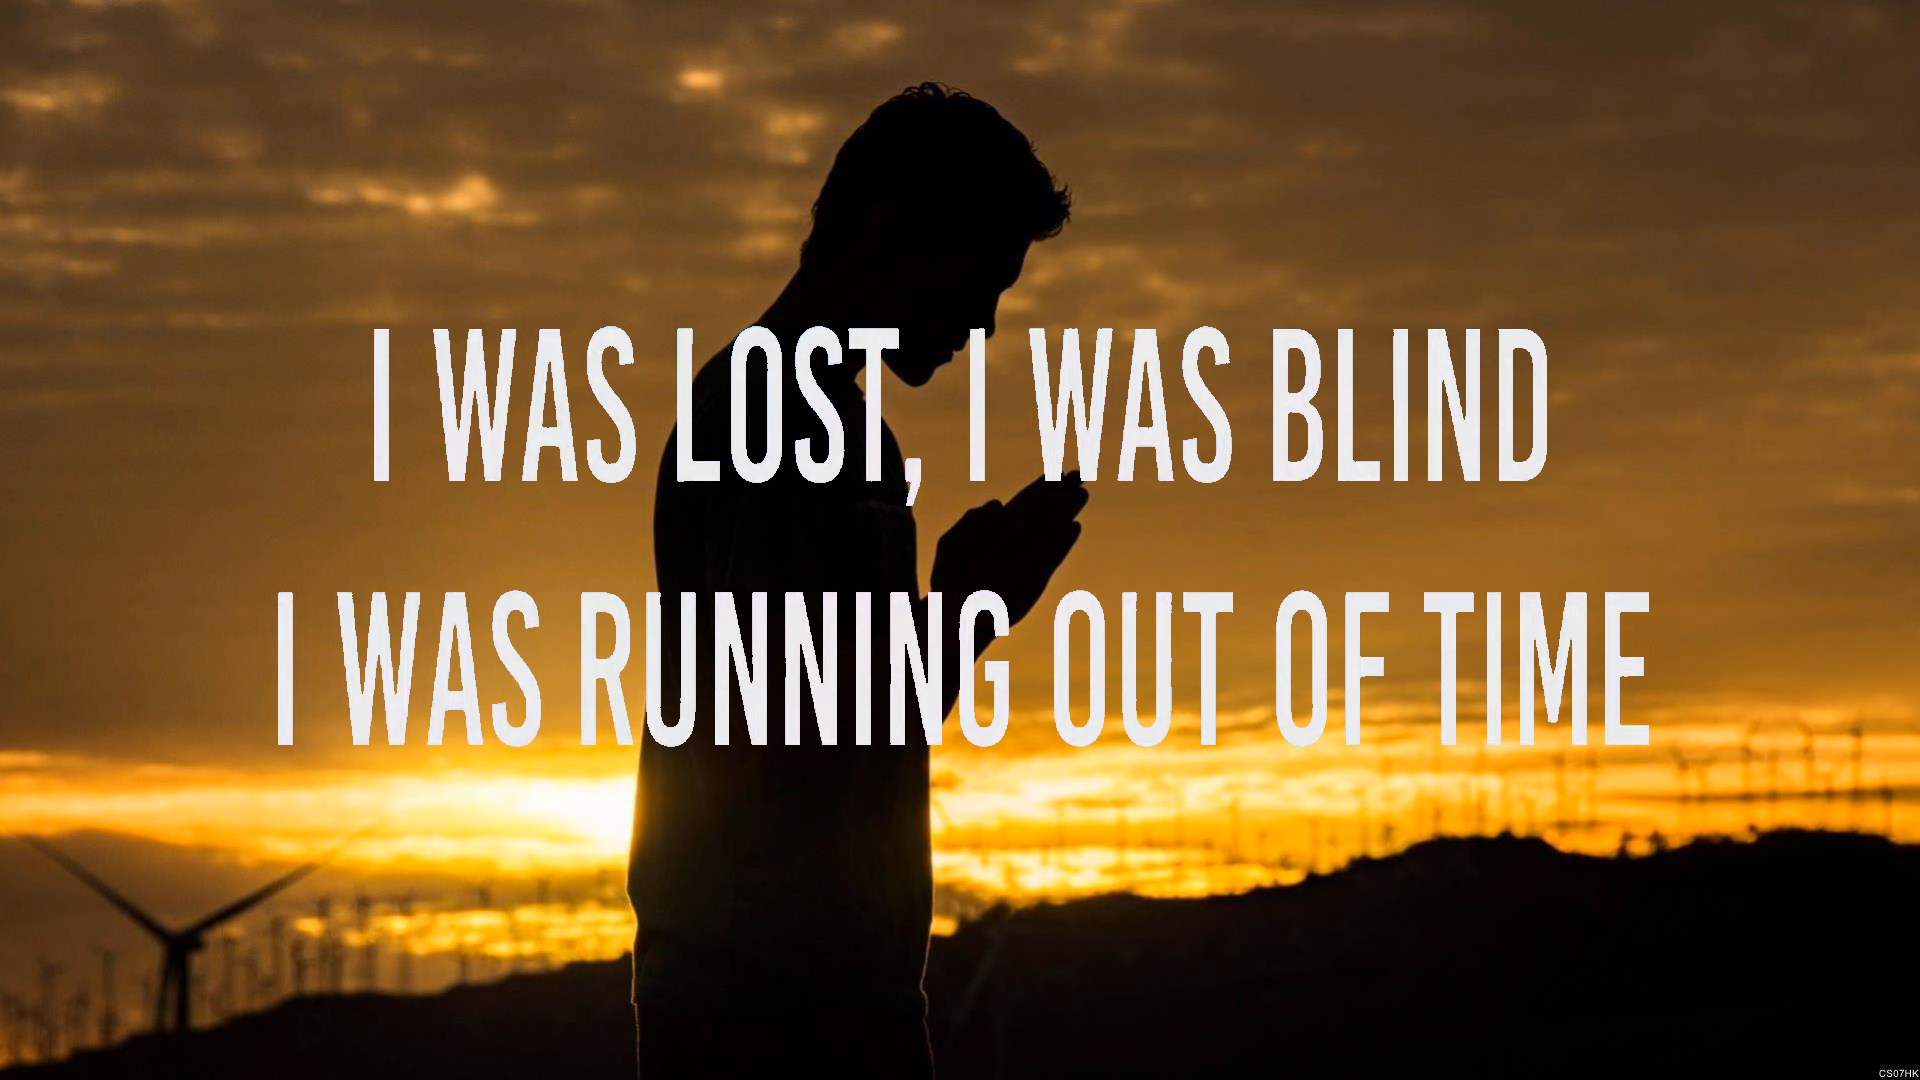 I WAS LOST, I WAS BLIND
I WAS RUNNING OUT OF TIME
CS07HK